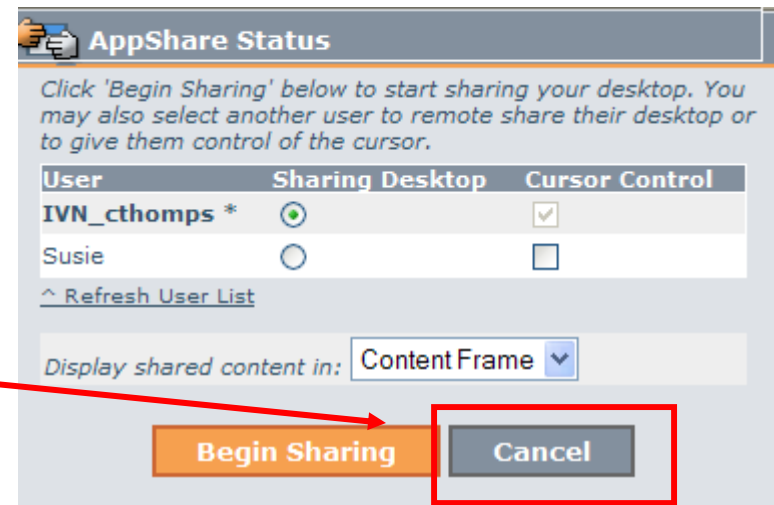 AppShare Status
Click 'Begin Sharing' below to start sharing your desktop. You
may also select another user to remote share their desktop or
to give them control of the cursor.
User Sharing Desktop Cursor Control
IVN_cthomps *
Susie
^ Refresh User List
Display shared content in: Content Frame
Begin Sharing Cancel